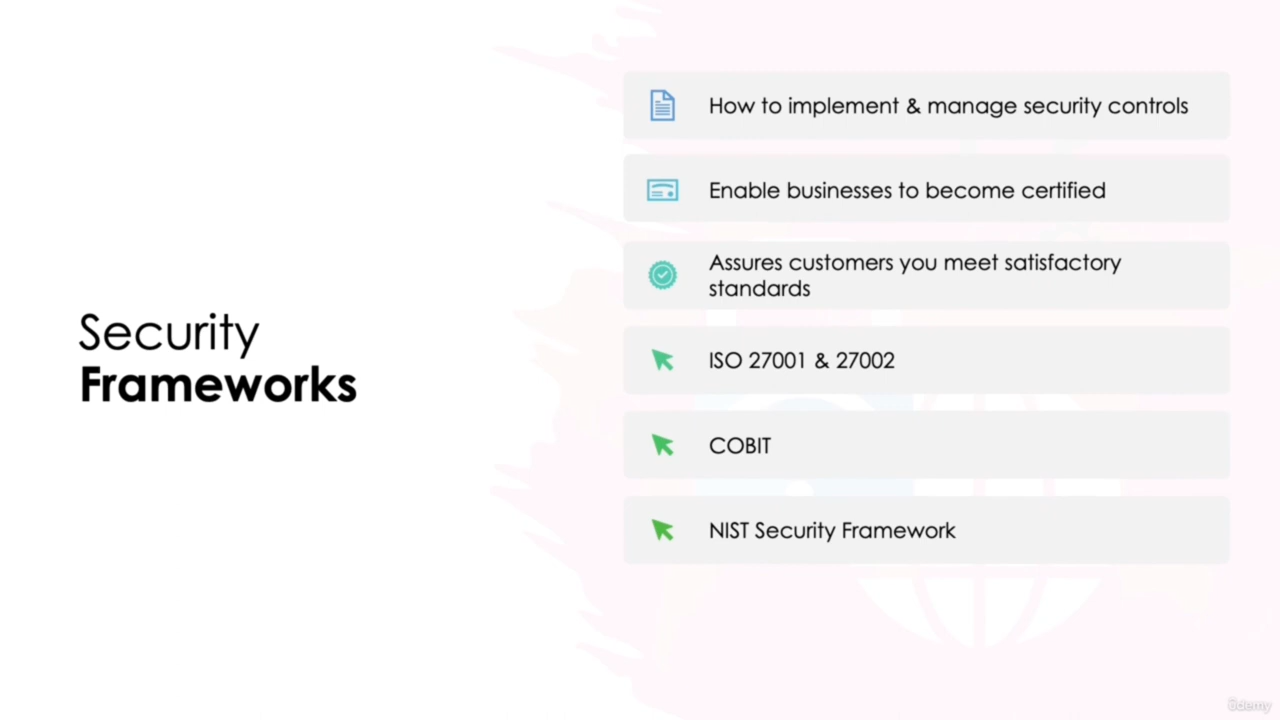 Security
Frameworks
How to implement & manage security controls
Enable businesses to become certified
Assures customers you meet satisfactory
standards
ISO 27001 & 27002
COBIT
NIST Security Framework
Udemy